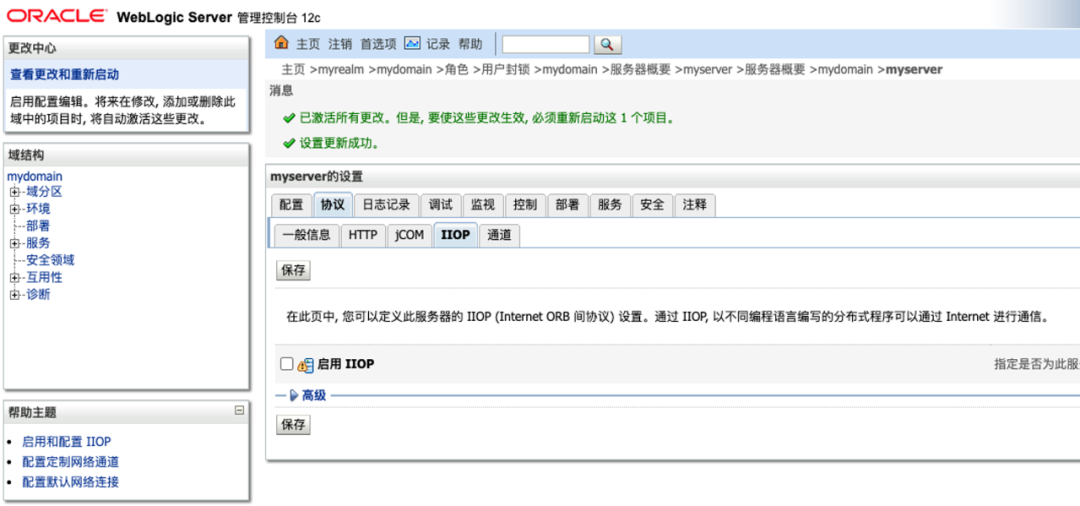 ORACLE WebLogic Server 管理控制台 12c
更改中心
查看更改和重新启动
启用配置编辑。将来在修改, 添加或删除此
域中的项目时, 将自动激活这些更改。
域结构
mydomain
域分区
环境
部署
服务
安全领域
互用性
诊断
帮助主题
启用和配置 IIOP
配置定制网络通道
配置默认网络连接
主页 注销 首选项 记录 帮助
主页 >myrealm >mydomain >角色 >用户封锁 >mydomain >服务器概要 >myserver >服务器概要 >mydomain >myserver
消息
已激活所有更改。但是, 要使这些更改生效, 必须重新启动这 1 个项目。
设置更新成功。
myserver的设置
配置 协议 日志记录 调试 监视 控制 部署 服务 安全 注释
一般信息 HTTP jCOM IIOP 通道
保存
在此页中, 您可以定义此服务器的 IIOP (Internet ORB 间协议) 设置。通过 IIOP, 以不同编程语言编写的分布式程序可以通过 Internet 进行通信。
启用 IIOP 指定是否为此服
高级
保存